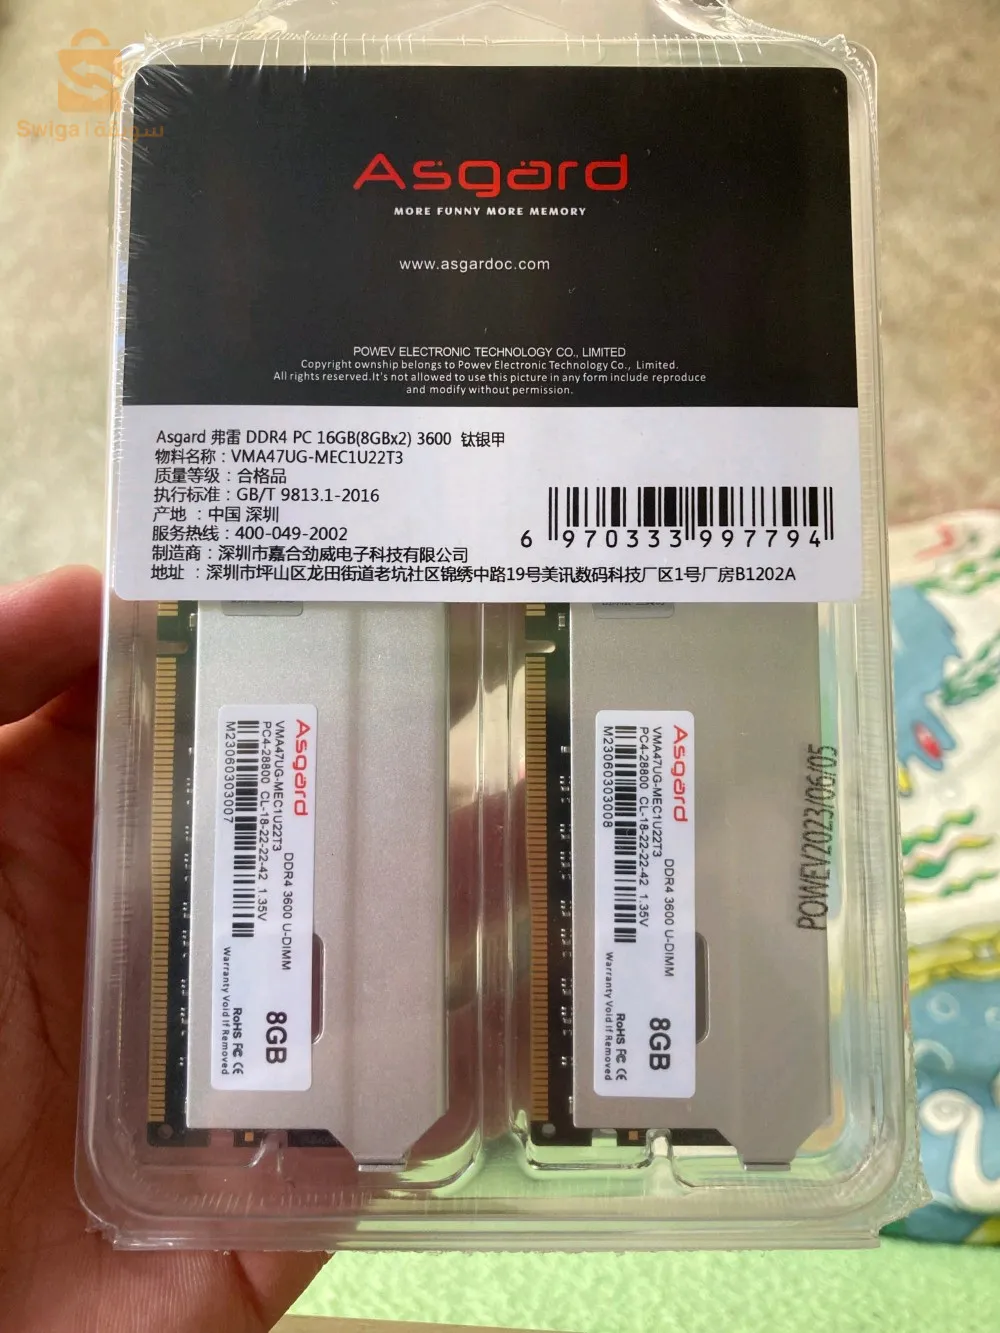 Swiga | سويقة
Asgard
MORE FUNNY MORE MEMORY
www.asgardoc.com
POWEV ELECTRONIC TECHNOLOGY CO., LIMITED
Copyright ownship belongs to Powev Electronic Technology Co., Limited.
All rights reserved.It's not allowed to use this picture in any form include reproduce
and modify without permission.
Asgard 弗雷 DDR4 PC 16GB(8GBx2) 3600 钛银甲
物料名称：VMA47UG-MEC1U22T3
质量等级：合格品
执行标准：GB/T 9813.1-2016
产地 ：中国 深圳
服务热线：400-049-2002
制造商：深圳市嘉合劲威电子科技有限公司
地址 ：深圳市坪山区龙田街道老坑社区锦绣中路19号美讯数码科技厂区1号厂房B1202A
6 970333 997794
Asgard
VMA47UG-MEC1U22T3 DDR4 3600 U-DIMM
PC4-28800 CL-18-22-22-42 1.35V
M23060303007
8GB
RoHS FC CE
Warranty Void If Removed
Asgard
VMA47UG-MEC1U22T3 DDR4 3600 U-DIMM
PC4-28800 CL-18-22-22-42 1.35V
M23060303008
8GB
RoHS FC CE
Warranty Void If Removed
POWEV2023/06/05